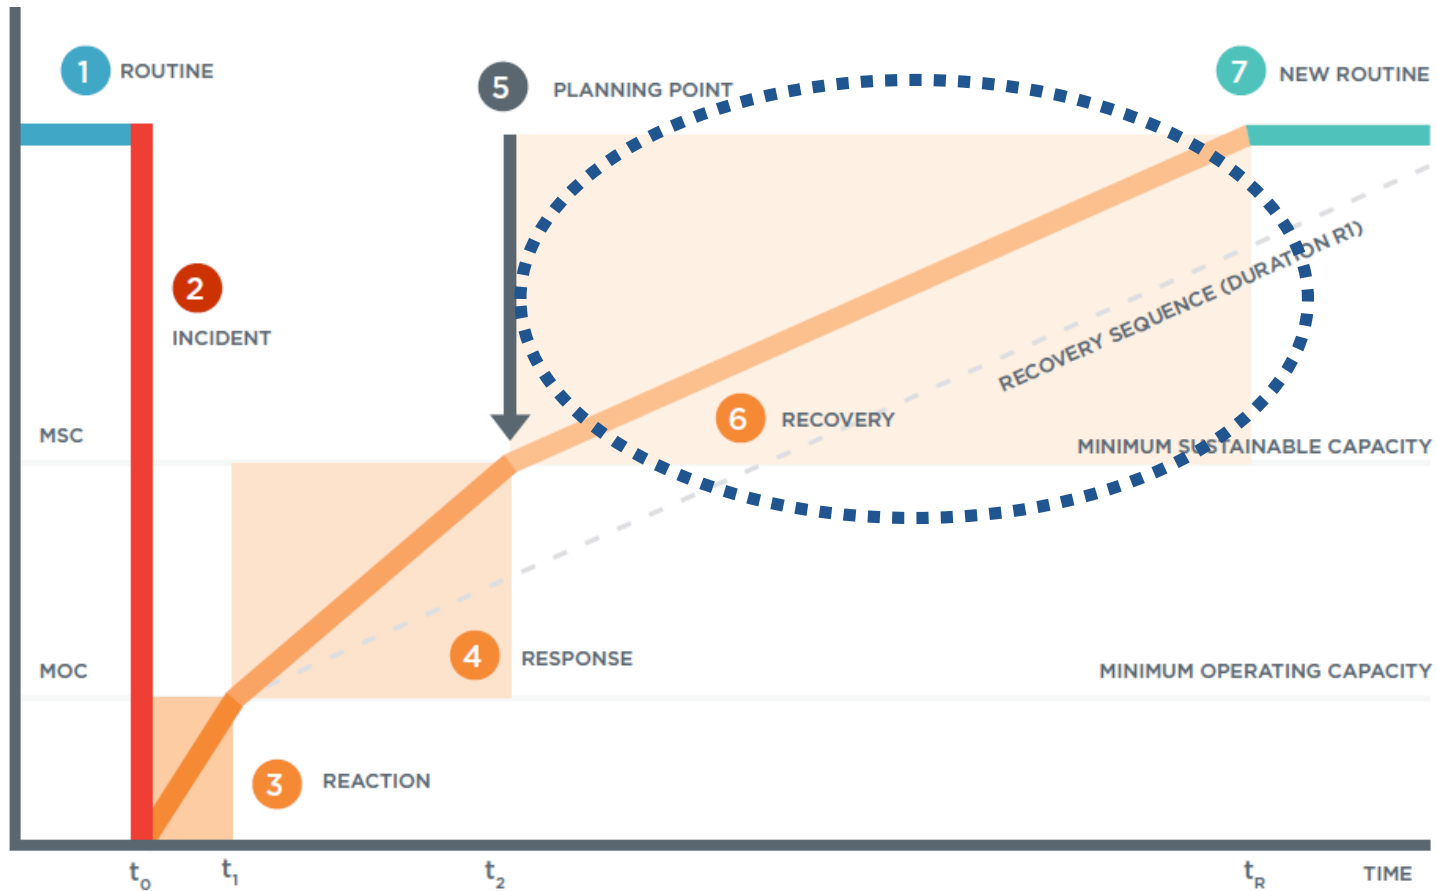 1 ROUTINE
5 PLANNING POINT
7 NEW ROUTINE
2
INCIDENT
RECOVERY SEQUENCE (DURATION R1)
6 RECOVERY
MSC
MINIMUM SUSTAINABLE CAPACITY
4 RESPONSE
MOC
MINIMUM OPERATING CAPACITY
3 REACTION
t0
t1
t2
tR
TIME